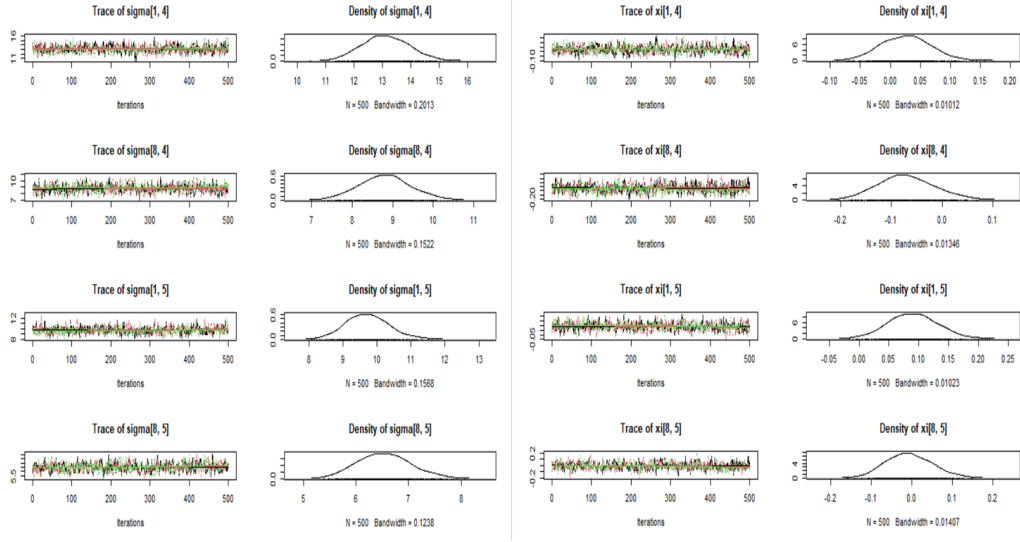 Trace of sigma[1, 4]
Density of sigma[1, 4]
11 16
0.0
0 100 200 300 400 500
10 11 12 13 14 15 16
Iterations
N = 500 Bandwidth = 0.2013
Trace of sigma[8, 4]
Density of sigma[8, 4]
7 10
0.0 0.6
0 100 200 300 400 500
7 8 9 10 11
Iterations
N = 500 Bandwidth = 0.1522
Trace of sigma[1, 5]
Density of sigma[1, 5]
8 12
0.0 0.6
0 100 200 300 400 500
8 9 10 11 12 13
Iterations
N = 500 Bandwidth = 0.1568
Trace of sigma[8, 5]
Density of sigma[8, 5]
5.5
0.0
0 100 200 300 400 500
5 6 7 8
Iterations
N = 500 Bandwidth = 0.1238
Trace of xi[1, 4]
Density of xi[1, 4]
-0.10
0 6
0 100 200 300 400 500
-0.10 -0.05 0.00 0.05 0.10 0.15 0.20
Iterations
N = 500 Bandwidth = 0.01012
Trace of xi[8, 4]
Density of xi[8, 4]
-0.20
0 4
0 100 200 300 400 500
-0.2 -0.1 0.0 0.1
Iterations
N = 500 Bandwidth = 0.01346
Trace of xi[1, 5]
Density of xi[1, 5]
-0.05
0 6
0 100 200 300 400 500
-0.05 0.00 0.05 0.10 0.15 0.20 0.25
Iterations
N = 500 Bandwidth = 0.01023
Trace of xi[8, 5]
Density of xi[8, 5]
-0.2 0.2
0 4
0 100 200 300 400 500
-0.2 -0.1 0.0 0.1 0.2
Iterations
N = 500 Bandwidth = 0.01407